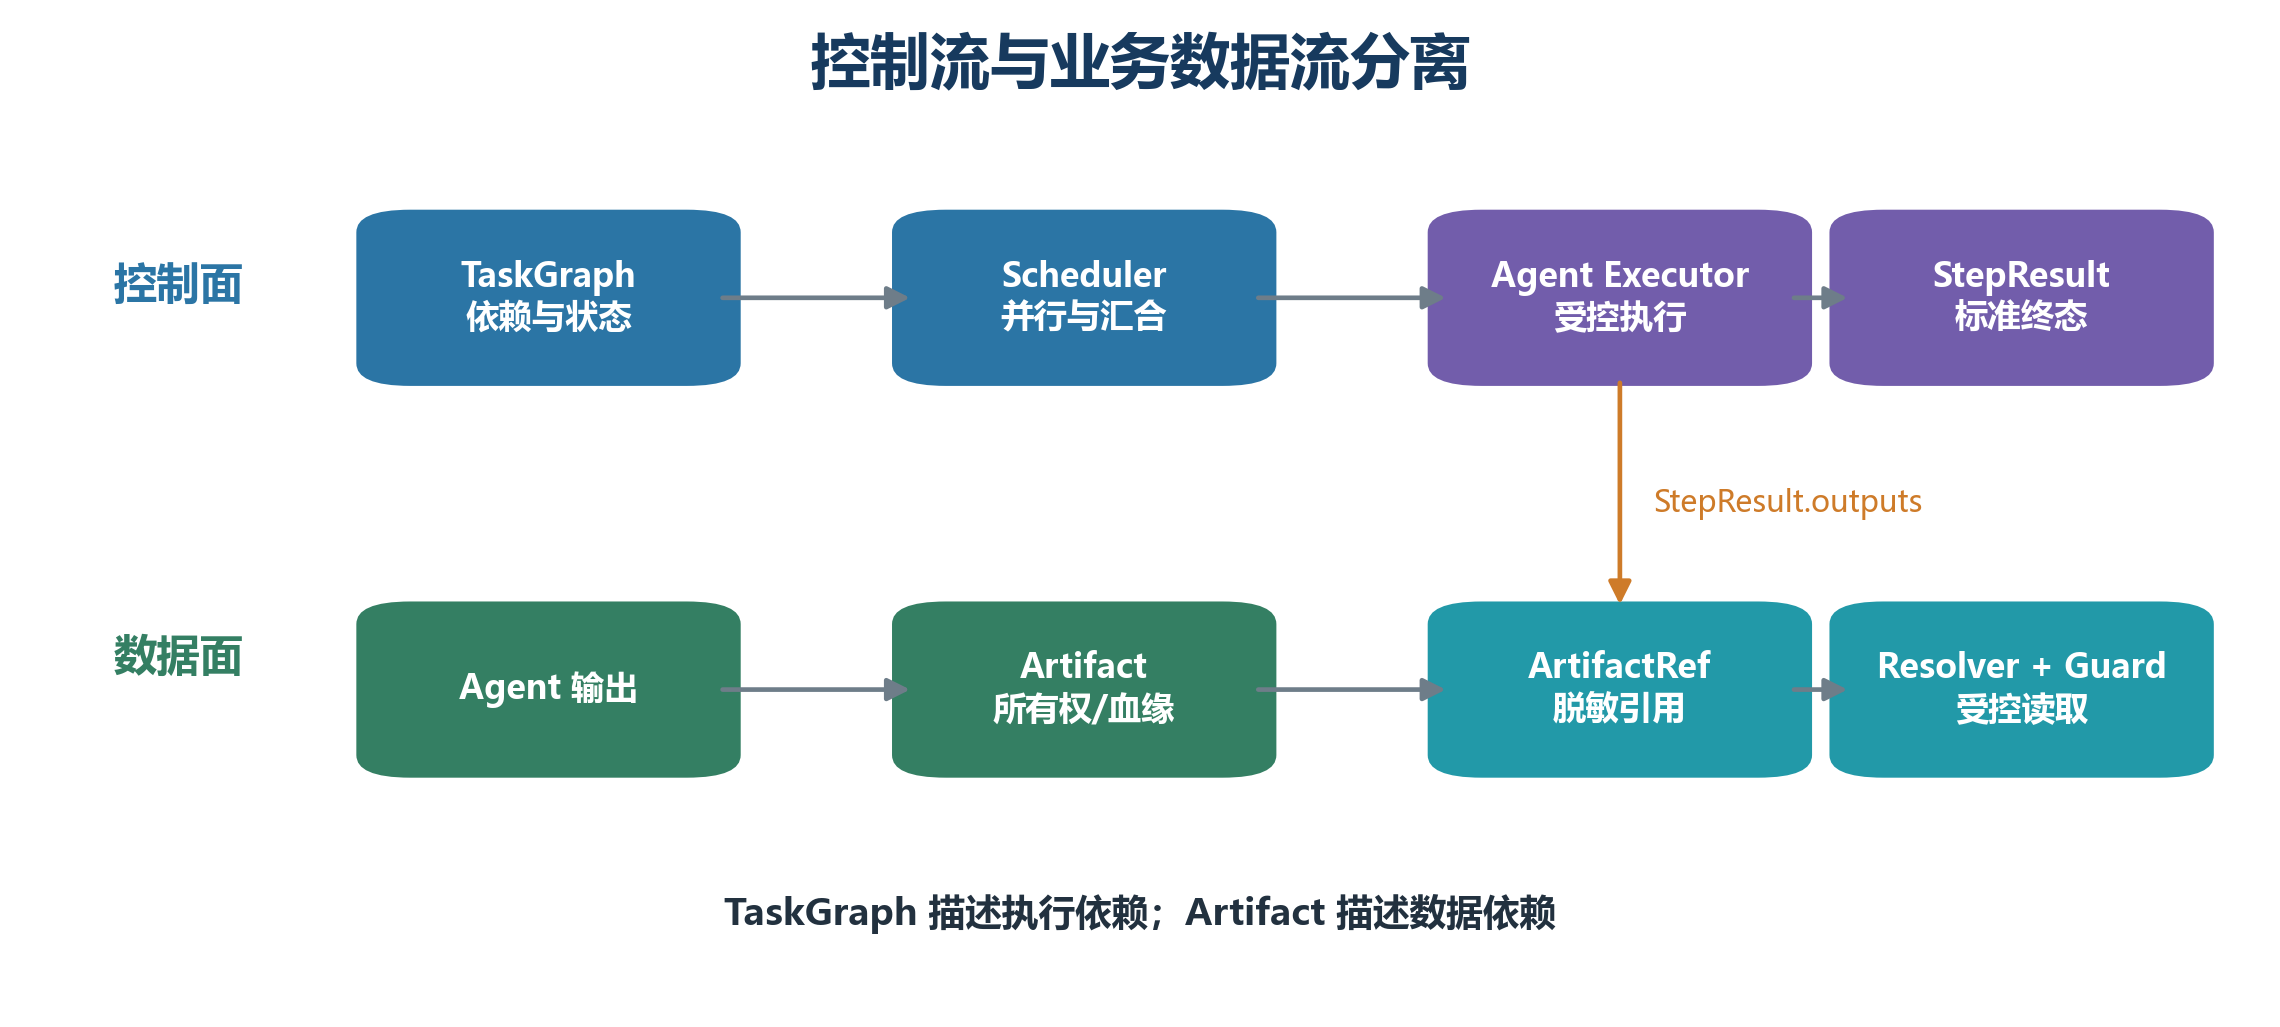 控制流与业务数据流分离
控制面
TaskGraph
依赖与状态
Scheduler
并行与汇合
Agent Executor
受控执行
StepResult
标准终态
StepResult.outputs
数据面
Agent 输出
Artifact
所有权/血缘
ArtifactRef
脱敏引用
Resolver + Guard
受控读取
TaskGraph 描述执行依赖；Artifact 描述数据依赖